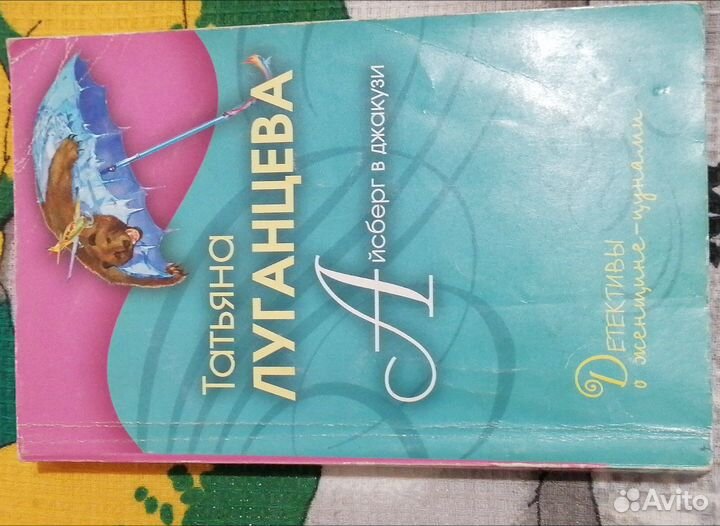 Татьяна
ЛУГАНЦЕВА
Айсберг в джакузи
Детективы
о женщине-цунами
Avito